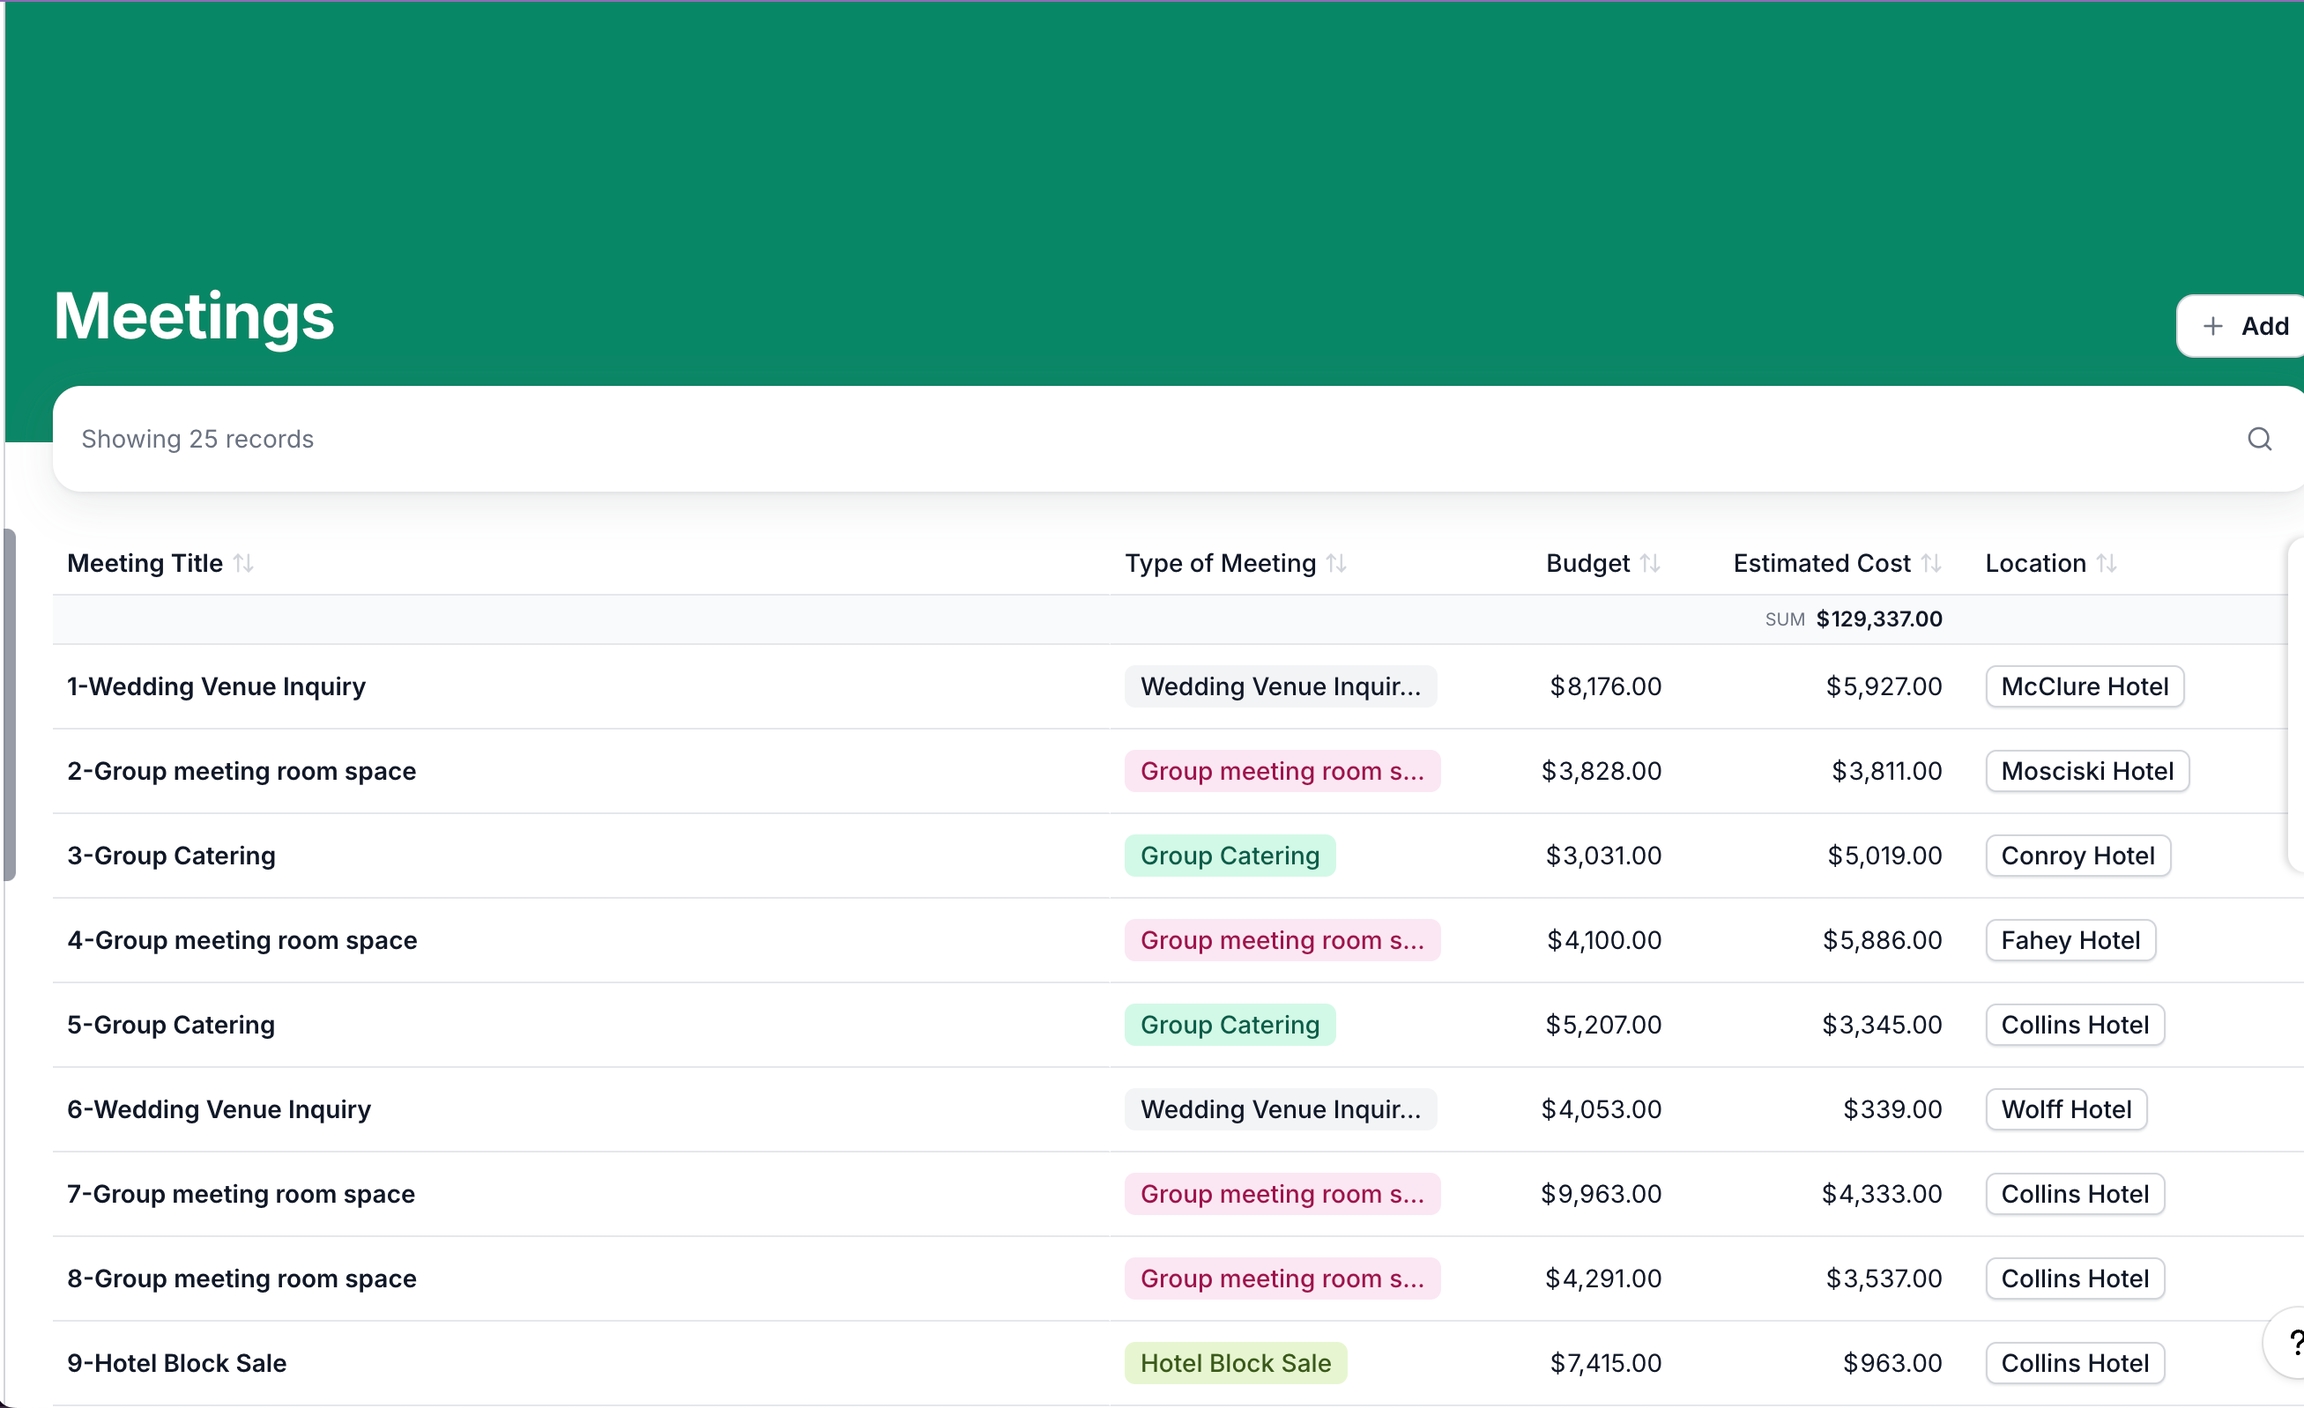 Meetings
+ Add
Showing 25 records
Meeting Title Type of Meeting Budget Estimated Cost Location
SUM $129,337.00
1-Wedding Venue Inquiry Wedding Venue Inquir... $8,176.00 $5,927.00 McClure Hotel
2-Group meeting room space Group meeting room s... $3,828.00 $3,811.00 Mosciski Hotel
3-Group Catering Group Catering $3,031.00 $5,019.00 Conroy Hotel
4-Group meeting room space Group meeting room s... $4,100.00 $5,886.00 Fahey Hotel
5-Group Catering Group Catering $5,207.00 $3,345.00 Collins Hotel
6-Wedding Venue Inquiry Wedding Venue Inquir... $4,053.00 $339.00 Wolff Hotel
7-Group meeting room space Group meeting room s... $9,963.00 $4,333.00 Collins Hotel
8-Group meeting room space Group meeting room s... $4,291.00 $3,537.00 Collins Hotel
9-Hotel Block Sale Hotel Block Sale $7,415.00 $963.00 Collins Hotel
?